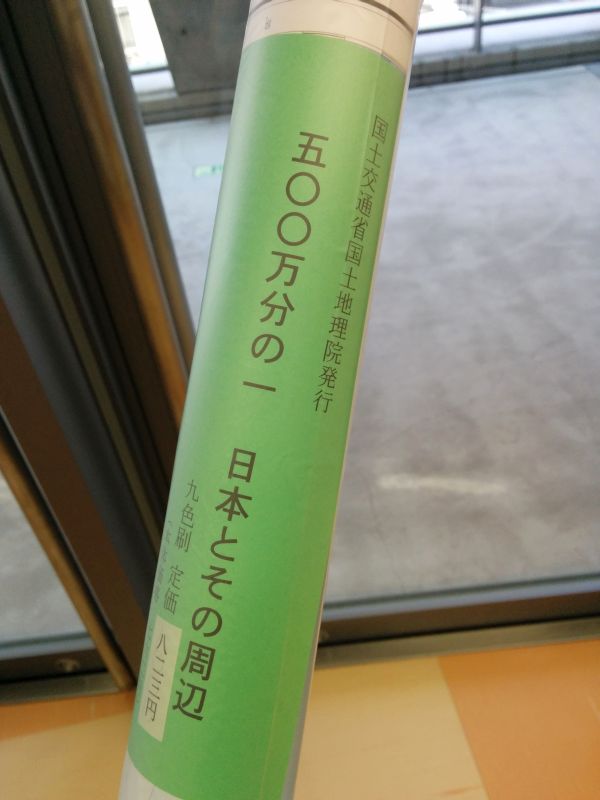 国土交通省国土地理院発行
五〇〇万分の一 日本とその周辺
九色刷 定価 八二三円